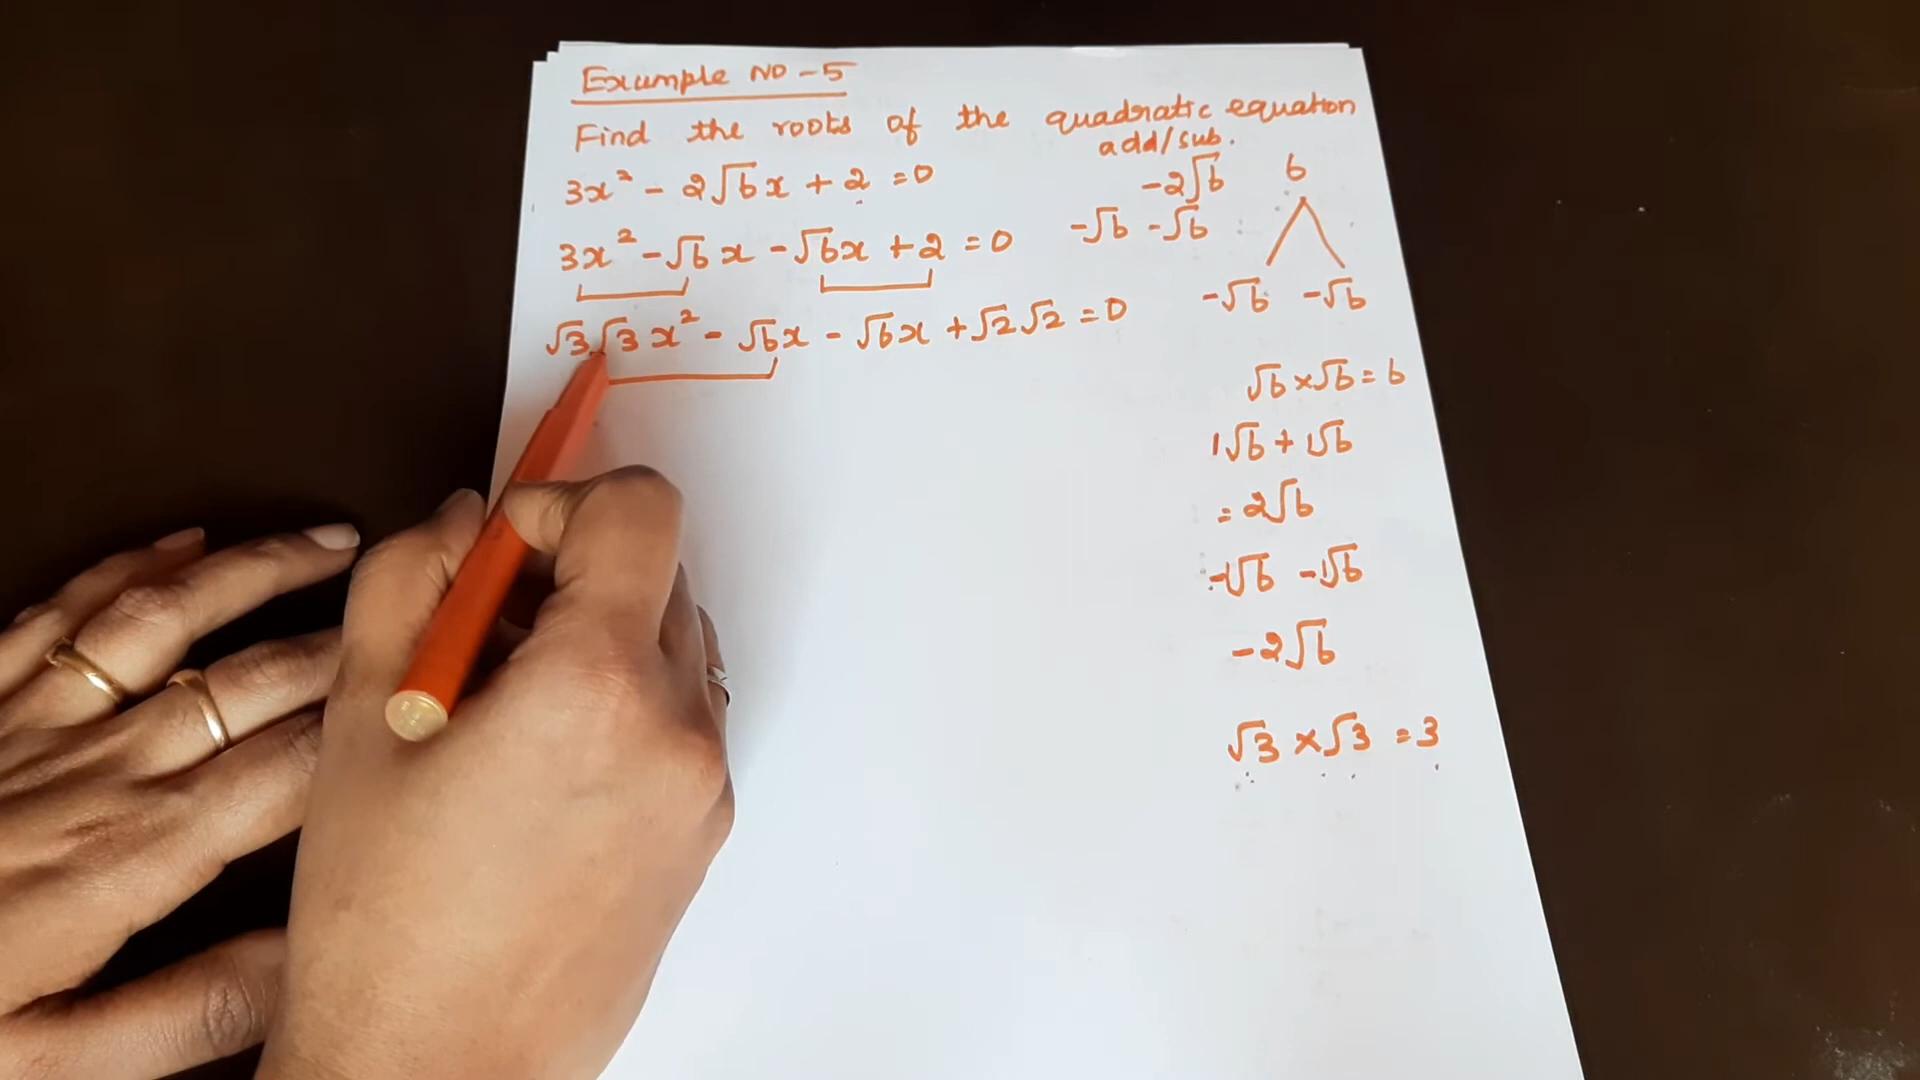 Example NO - 5
Find the roots of the quadratic equation
3x² - 2√6x + 2 = 0
3x² - √6x - √6x + 2 = 0
√3√3x² - √6x - √6x + √2√2 = 0
add/sub.
-2√6 6
-√6 -√6
-√6 -√6
√6 × √6 = 6
1√6 + 1√6
= 2√6
-1√6 -1√6
-2√6
√3 × √3 = 3